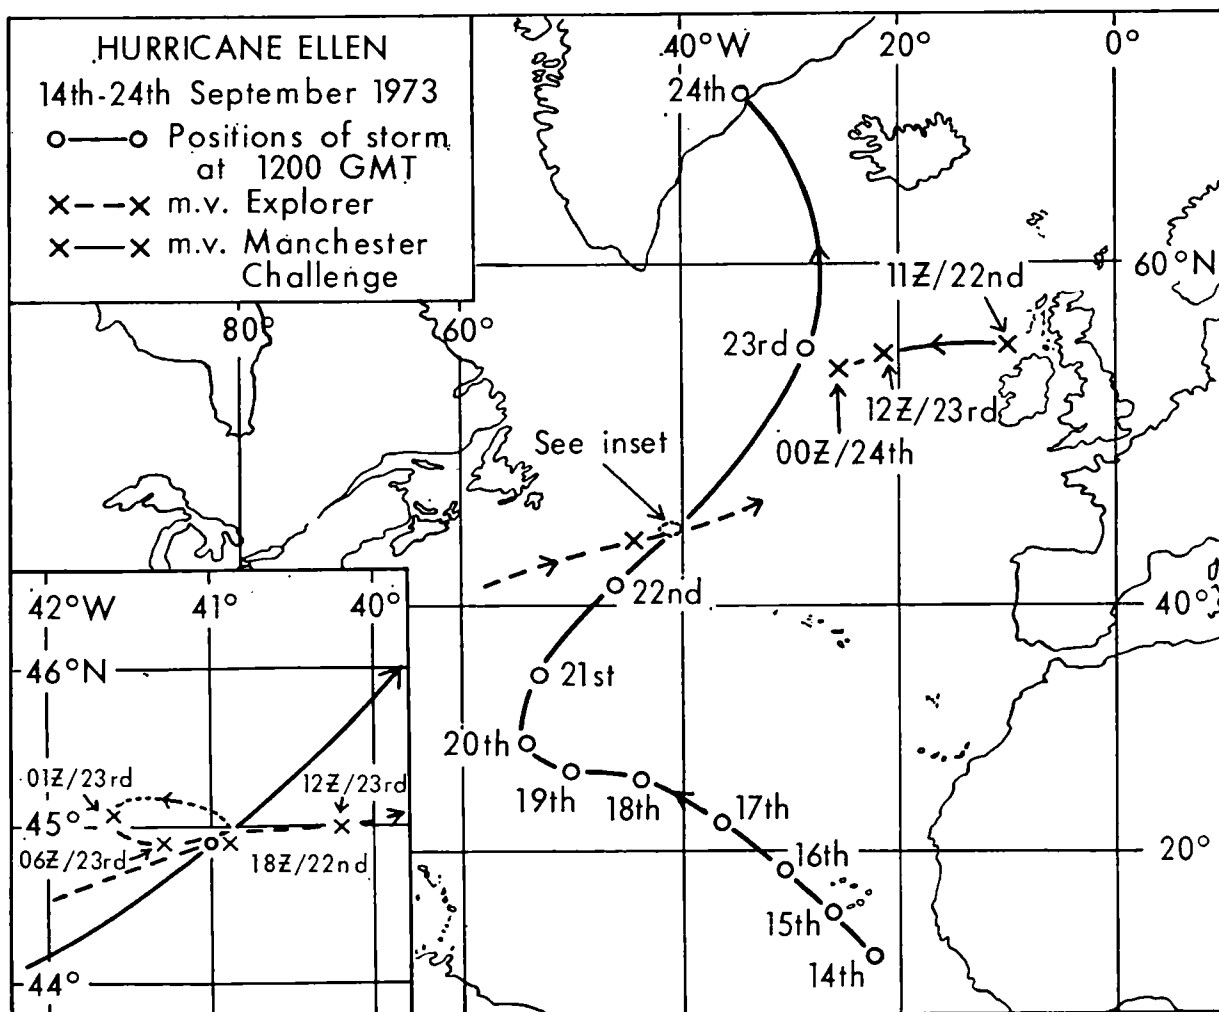 HURRICANE ELLEN
14th-24th September 1973
Positions of storm
at 1200 GMT
m.v. Explorer
m.v. Manchester
Challenge
40°W
20°
0°
24th
60°N
11Z/22nd
80°
60°
23rd
12Z/23rd
00Z/24th
See inset
22nd
40°
21st
20th
19th
18th
17th
16th
20°
15th
14th
42°W
41°
40°
46°N
01Z/23rd
12Z/23rd
45°
06Z/23rd
18Z/22nd
44°